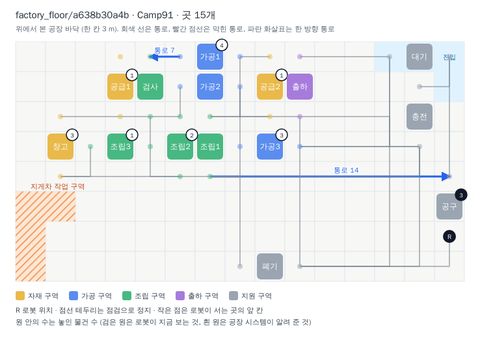 factory_floor/a638b30a4b · Camp91 · 곳 15개
위에서 본 공장 바닥 (한 칸 3 m). 회색 선은 통로, 빨간 점선은 막힌 통로, 파란 화살표는 한 방향 통로
통로 7
가공1
4
대기
진입
공급1
1
검사
가공2
공급2
1
출하
충전
창고
3
조립3
1
조립2
2
조립1
가공3
1
통로 14
지게차 작업 구역
공구
3
R
폐기
자재 구역
가공 구역
조립 구역
출하 구역
지원 구역
R 로봇 위치 · 점선 테두리는 점검으로 정지 · 작은 점은 로봇이 서는 곳의 앞 칸
원 안의 수는 놓인 물건 수 (검은 원은 로봇이 지금 보는 것, 흰 원은 공장 시스템이 알려 준 것)